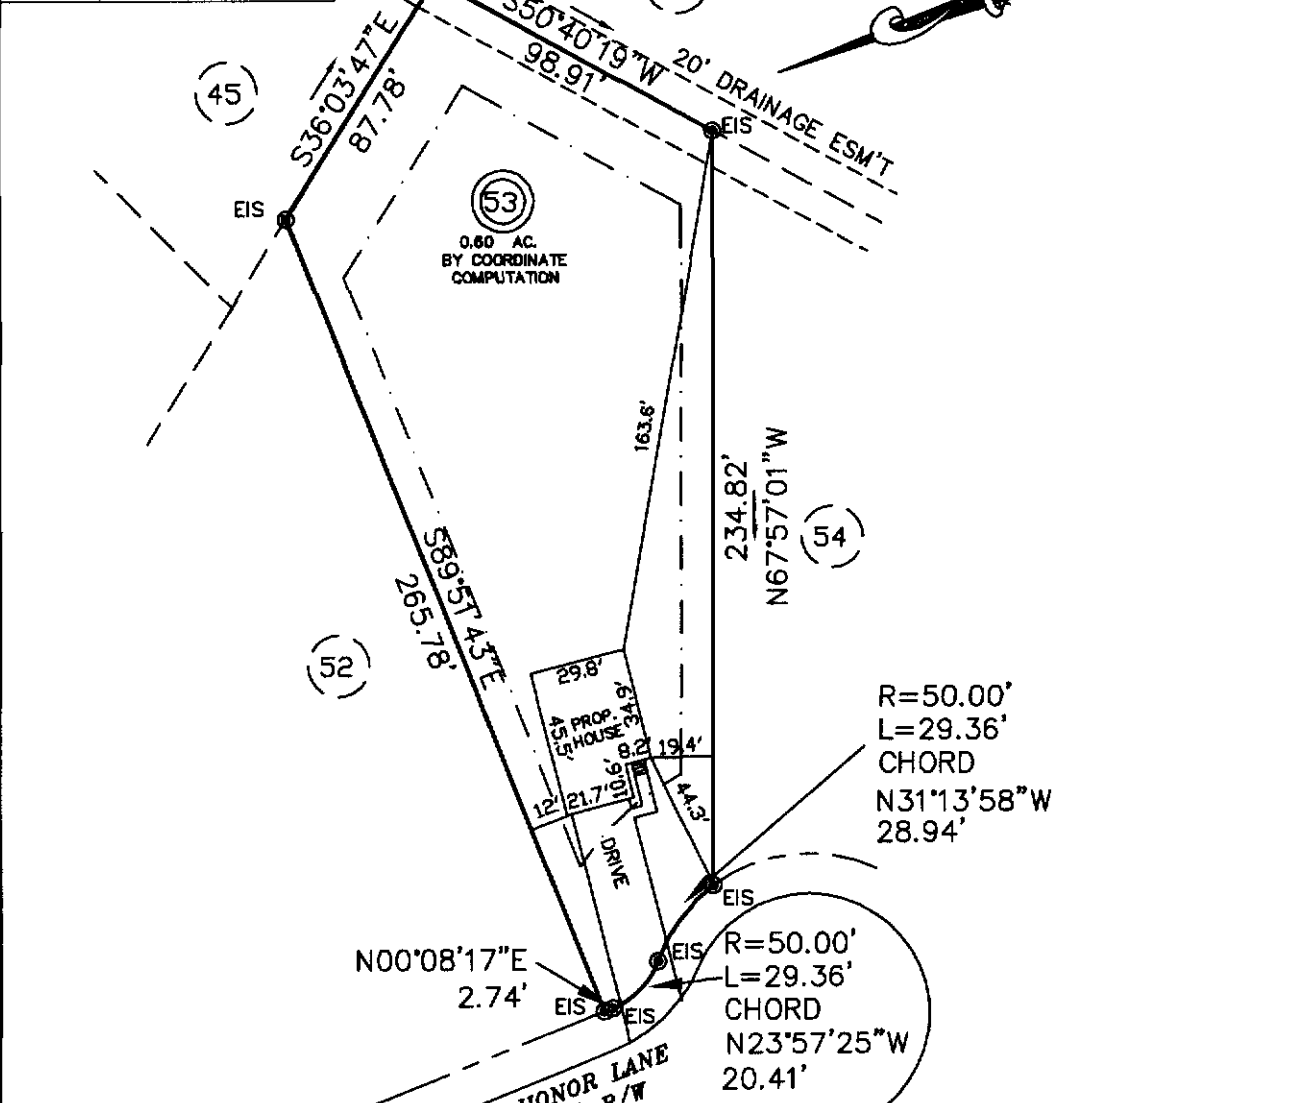 S50°40'19"W
98.91'
20' DRAINAGE ESM'T
S36°03'47"E
87.78'
45
EIS
EIS
53
0.60 AC.
BY COORDINATE
COMPUTATION
163.6'
234.82'
N67°57'01"W
54
S89°51'43"E
265.78'
52
29.8'
34.9'
PROP.
HOUSE
45.5'
8.2'
19.4'
10.6'
12'
21.7'
44.3'
DRIVE
R=50.00'
L=29.36'
CHORD
N31°13'58"W
28.94'
EIS
EIS
R=50.00'
L=29.36'
CHORD
N23°57'25"W
20.41'
N00°08'17"E
2.74'
EIS
EIS
HONOR LANE
R/W